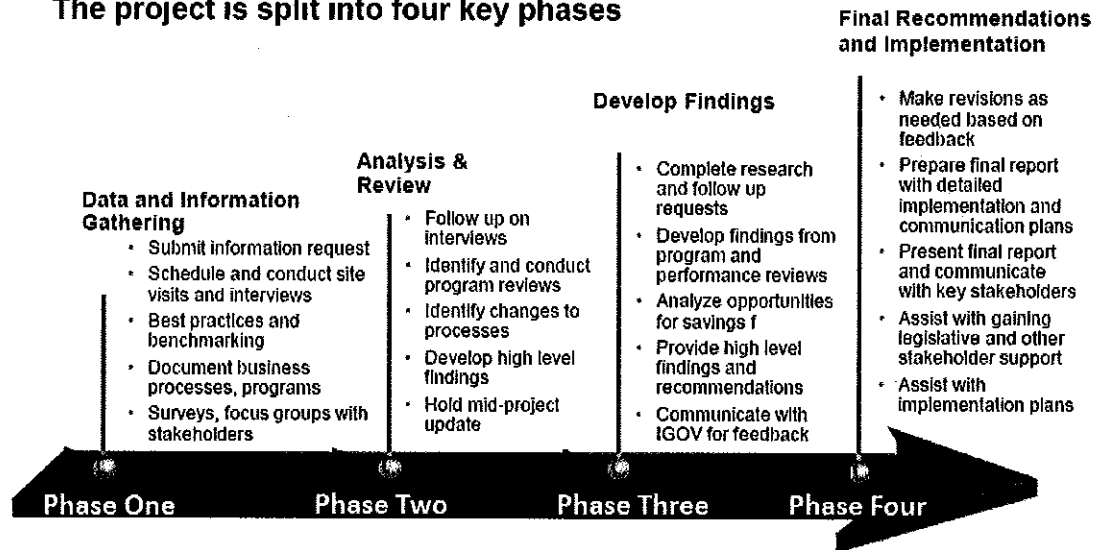 The project is split into four key phases
Data and Information
Gathering
• Submit information request
• Schedule and conduct site
visits and interviews
• Best practices and
benchmarking
• Document business
processes, programs
• Surveys, focus groups with
stakeholders
Analysis &
Review
• Follow up on
interviews
• Identify and conduct
program reviews
• Identify changes to
processes
• Develop high level
findings
• Hold mid-project
update
Develop Findings
• Complete research
and follow up
requests
• Develop findings from
program and
performance reviews
• Analyze opportunities
for savings f
• Provide high level
findings and
recommendations
• Communicate with
IGOV for feedback
Final Recommendations
and Implementation
• Make revisions as
needed based on
feedback
• Prepare final report
with detailed
implementation and
communication plans
• Present final report
and communicate
with key stakeholders
• Assist with gaining
legislative and other
stakeholder support
• Assist with
implementation plans
Phase One
Phase Two
Phase Three
Phase Four